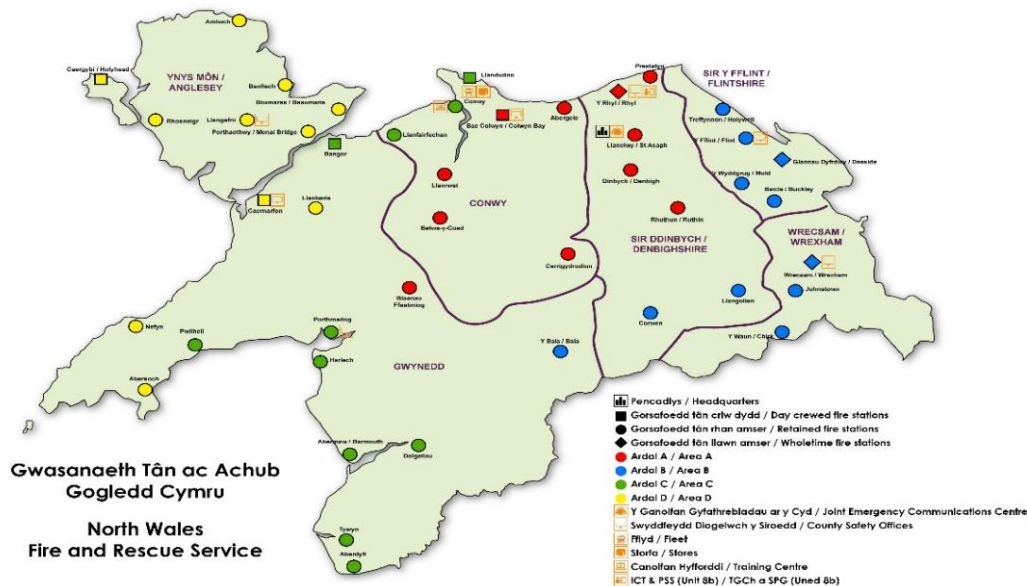 Amlwch
Caergybi / Holyhead
YNYS MÔN /
ANGLESEY
Benllech
Biwmares / Beaumaris
Rhosneigr
Llangefni
Porthaethwy / Menai Bridge
Bangor
Caernarfon
Llanberis
Llandudno
Conwy
Bae Colwyn / Colwyn Bay
Llanfairfechan
Abergele
Llanrwst
CONWY
Betws-y-Coed
Cerrigydrudion
Blaenau
Ffestiniog
Prestatyn
Y Rhyl / Rhyl
Llanelwy / St.Asaph
Dinbych / Denbigh
Rhuthun / Ruthin
SIR DDINBYCH /
DENBIGHSHIRE
Llangollen
Corwen
SIR Y FFLINT /
FLINTSHIRE
Treffynnon / Holywell
Y Fflint / Flint
Glannau Dyfrdwy / Deeside
Yr Wyddgrug / Mold
Bwcle / Buckley
WRECSAM /
WREXHAM
Wrecsam / Wrexham
Johnstown
Y Waun / Chirk
Nefyn
Pwllheli
Abersoch
Porthmadog
Harlech
GWYNEDD
Y Bala / Bala
Abermaw / Barmouth
Dolgellau
Tywyn
Aberdyfi
Gwasanaeth Tân ac Achub
Gogledd Cymru
North Wales
Fire and Rescue Service
Pencadlys / Headquarters
Gorsafoedd tân criw dydd / Day crewed fire stations
Gorsafoedd tân rhan amser / Retained fire stations
Gorsafoedd tân llawn amser / Wholetime fire stations
Ardal A / Area A
Ardal B / Area B
Ardal C / Area C
Ardal D / Area D
Y Ganolfan Gyfathrebiadau ar y Cyd / Joint Emergency Communications Centre
Swyddfeydd Diogelwch y Siroedd / County Safety Offices
Fflyd / Fleet
Storfa / Stores
Canolfan Hyfforddi / Training Centre
ICT & PSS (Unit 8b) / TGCh a SPG (Uned 8b)